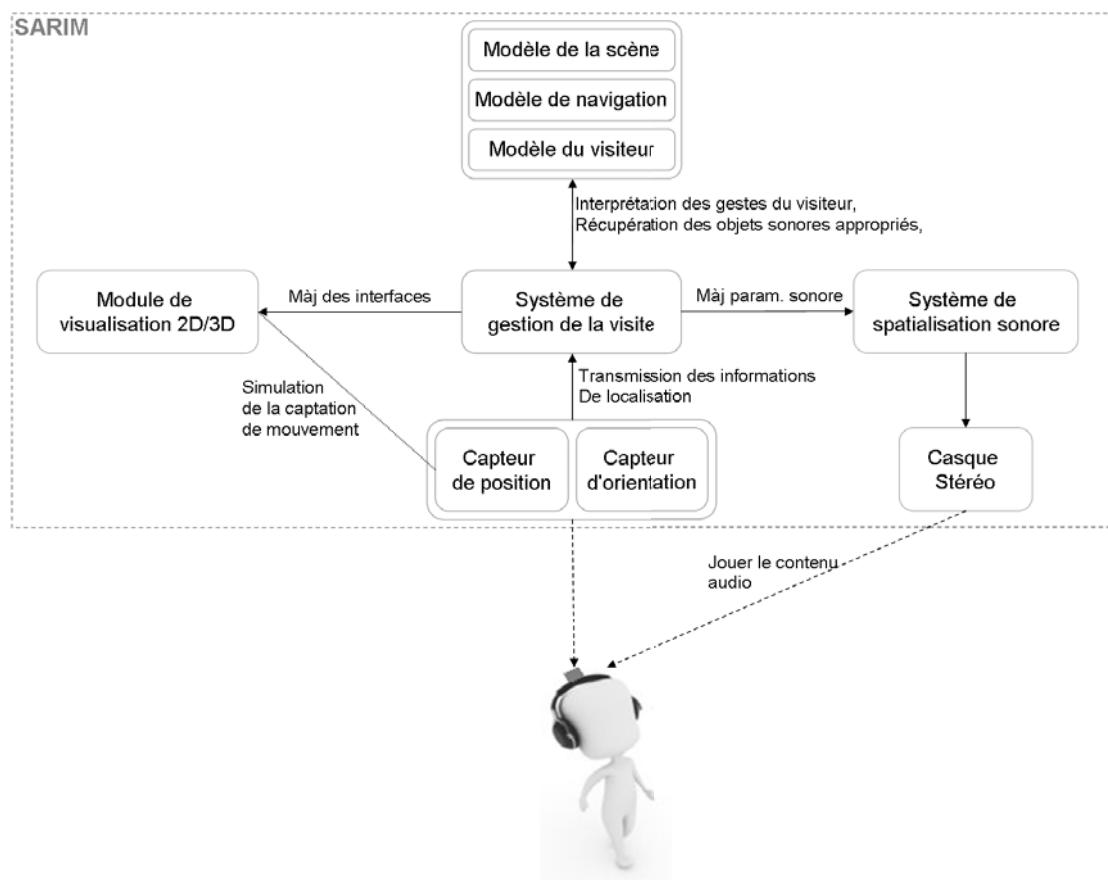 SARIM
Modèle de la scène
Modèle de navigation
Modèle du visiteur
Interprétation des gestes du visiteur,
Récupération des objets sonores appropriés,
Module de
visualisation 2D/3D
Màj des interfaces
Système de
gestion de la visite
Màj param. sonore
Système de
spatialisation sonore
Simulation
de la captation
de mouvement
Transmission des informations
De localisation
Capteur
de position
Capteur
d'orientation
Casque
Stéréo
Jouer le contenu
audio